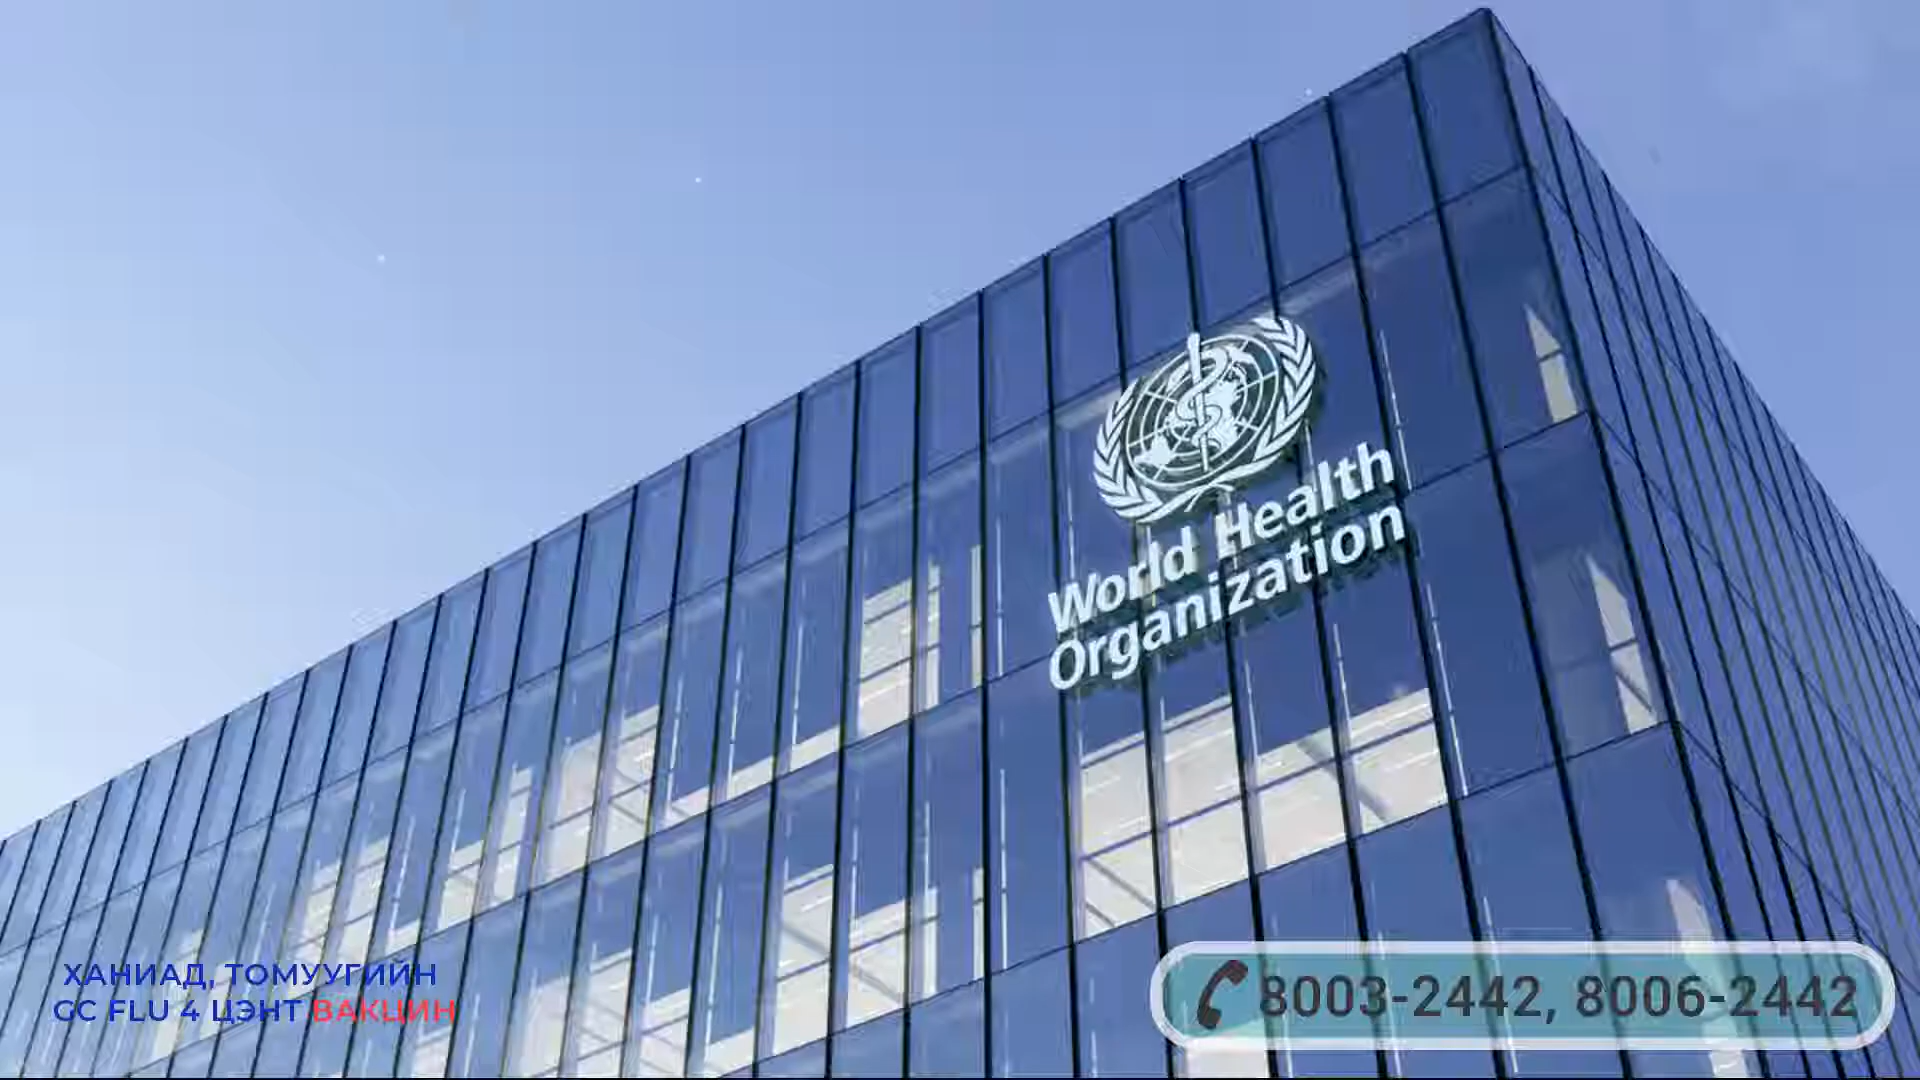 World Health
Organization
ХАНИАД, ТОМУУГИЙН
GC FLU 4 ЦЭНТ ВАКЦИН
8003-2442, 8006-2442